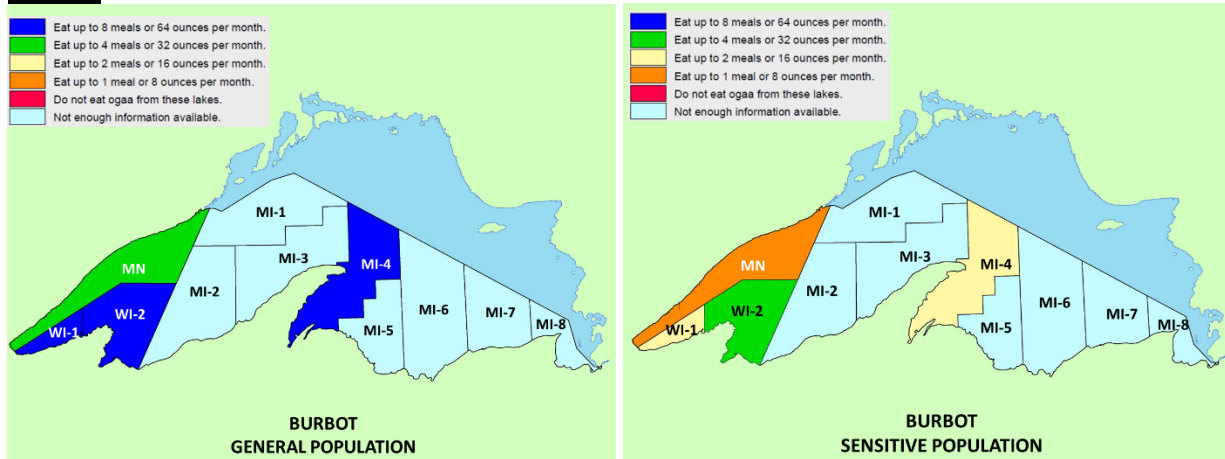 Eat up to 8 meals or 64 ounces per month.
Eat up to 4 meals or 32 ounces per month.
Eat up to 2 meals or 16 ounces per month.
Eat up to 1 meal or 8 ounces per month.
Do not eat ogaa from these lakes.
Not enough information available.
MI-1
MN
MI-3
MI-4
MI-2
WI-2
WI-1
MI-5
MI-6
MI-7
MI-8
BURBOT
GENERAL POPULATION
Eat up to 8 meals or 64 ounces per month.
Eat up to 4 meals or 32 ounces per month.
Eat up to 2 meals or 16 ounces per month.
Eat up to 1 meal or 8 ounces per month.
Do not eat ogaa from these lakes.
Not enough information available.
MI-1
MN
MI-3
MI-4
MI-2
WI-2
WI-1
MI-5
MI-6
MI-7
MI-8
BURBOT
SENSITIVE POPULATION